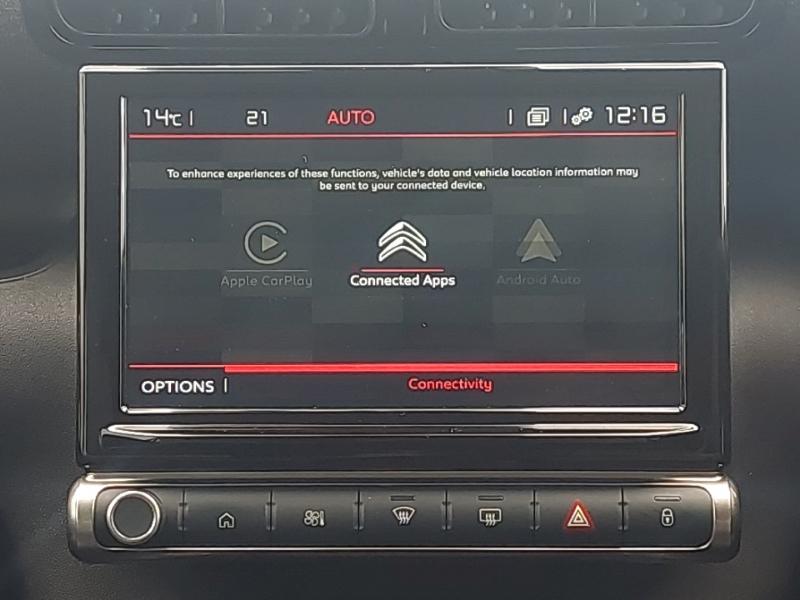 14°C 21 AUTO 12:16
To enhance experiences of these functions, vehicle's data and vehicle location information may
be sent to your connected device.
Apple CarPlay Connected Apps Android Auto
OPTIONS Connectivity